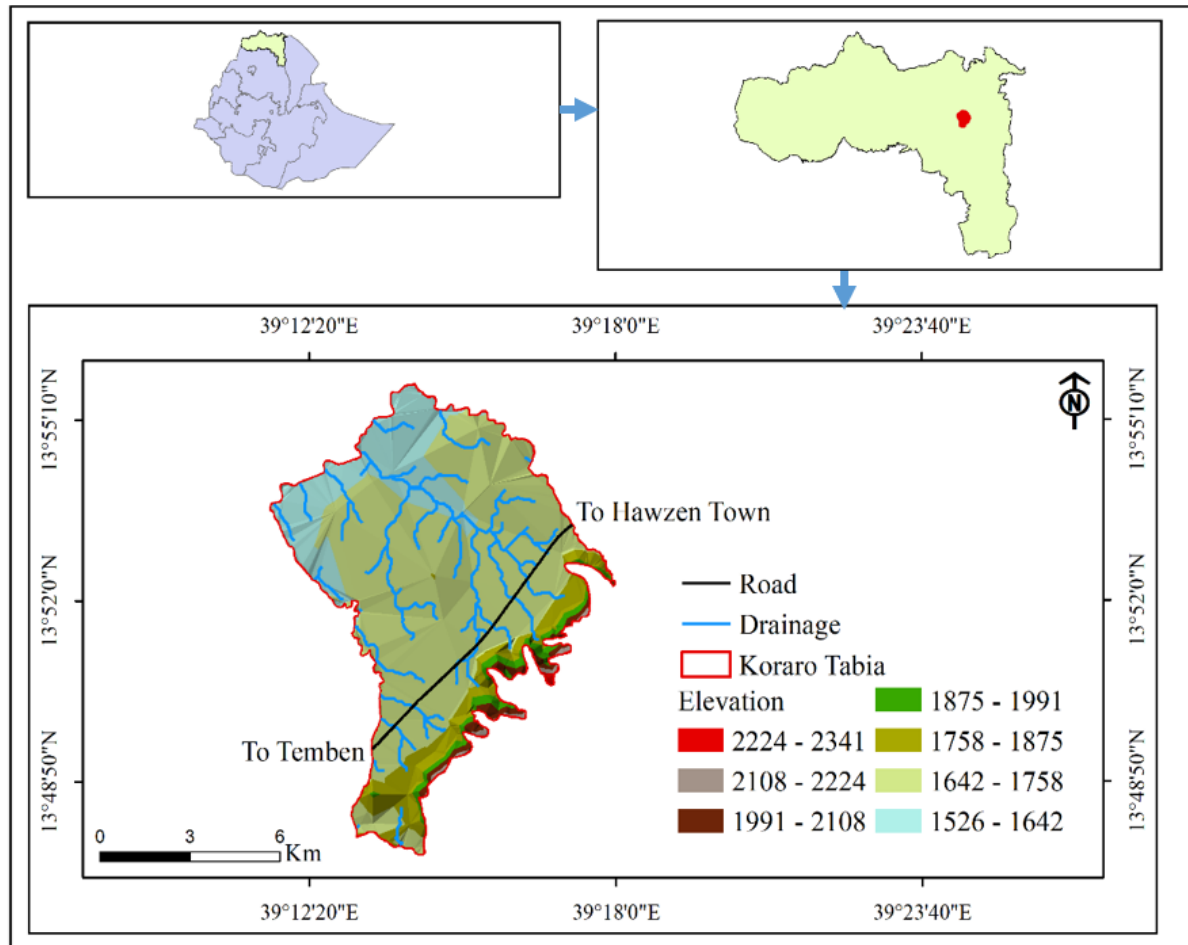 39°12'20"E 39°18'0"E 39°23'40"E
13°55'10"N 13°55'10"N
N
To Hawzen Town
Road
13°52'0"N 13°52'0"N
Drainage
Koraro Tabia
Elevation 1875 - 1991
2224 - 2341 1758 - 1875
To Temben
2108 - 2224 1642 - 1758
13°48'50"N 13°48'50"N
1991 - 2108 1526 - 1642
0 3 6
Km
39°12'20"E 39°18'0"E 39°23'40"E